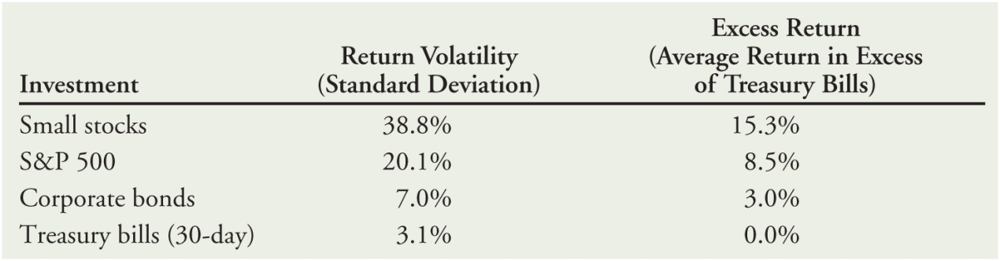 Excess Return
Return Volatility (Average Return in Excess
Investment (Standard Deviation) of Treasury Bills)
Small stocks 38.8% 15.3%
S&P 500 20.1% 8.5%
Corporate bonds 7.0% 3.0%
Treasury bills (30-day) 3.1% 0.0%